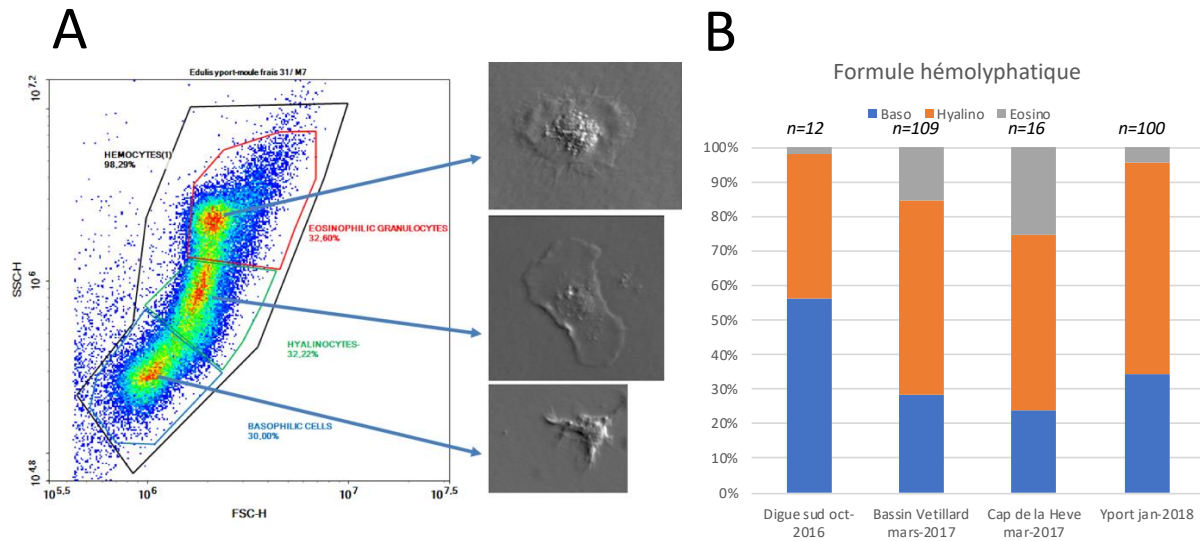 A
Edulis yport-moule frais 31/ M7
10^7,2
HEMOCYTES(1)
98,29%
EOSINOPHILIC GRANULOCYTES
32,60%
SSC-H
10^6
HYALINOCYTES-
32,22%
BASOPHILIC CELLS
30,00%
10^4,8
10^5.5 10^6 10^7 10^7.5
FSC-H
B
Formule hémolyphatique
Baso Hyalino Eosino
n=12 n=109 n=16 n=100
100%
90%
80%
70%
60%
50%
40%
30%
20%
10%
0%
Digue sud oct-2016
Bassin Vetillard mars-2017
Cap de la Heve mar-2017
Yport jan-2018